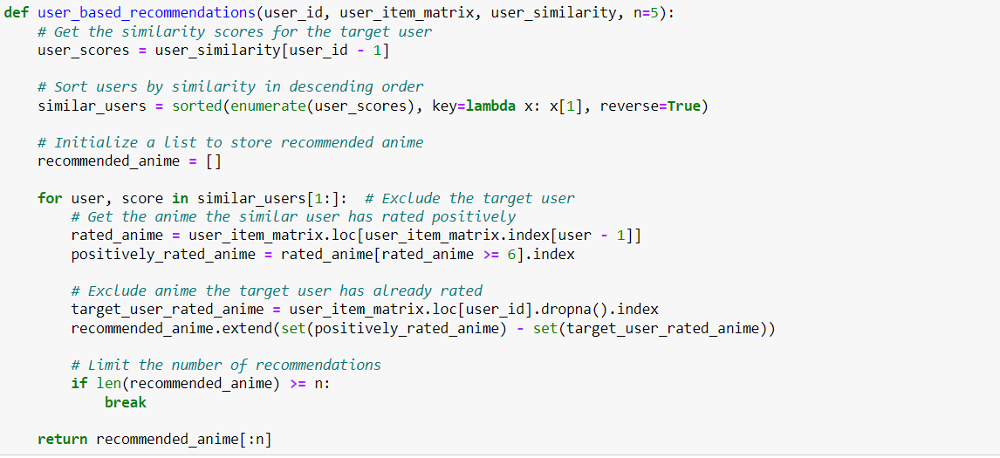 def user_based_recommendations(user_id, user_item_matrix, user_similarity, n=5):
    # Get the similarity scores for the target user
    user_scores = user_similarity[user_id - 1]

    # Sort users by similarity in descending order
    similar_users = sorted(enumerate(user_scores), key=lambda x: x[1], reverse=True)

    # Initialize a list to store recommended anime
    recommended_anime = []

    for user, score in similar_users[1:]:  # Exclude the target user
        # Get the anime the similar user has rated positively
        rated_anime = user_item_matrix.loc[user_item_matrix.index[user - 1]]
        positively_rated_anime = rated_anime[rated_anime >= 6].index

        # Exclude anime the target user has already rated
        target_user_rated_anime = user_item_matrix.loc[user_id].dropna().index
        recommended_anime.extend(set(positively_rated_anime) - set(target_user_rated_anime))

        # Limit the number of recommendations
        if len(recommended_anime) >= n:
            break

    return recommended_anime[:n]